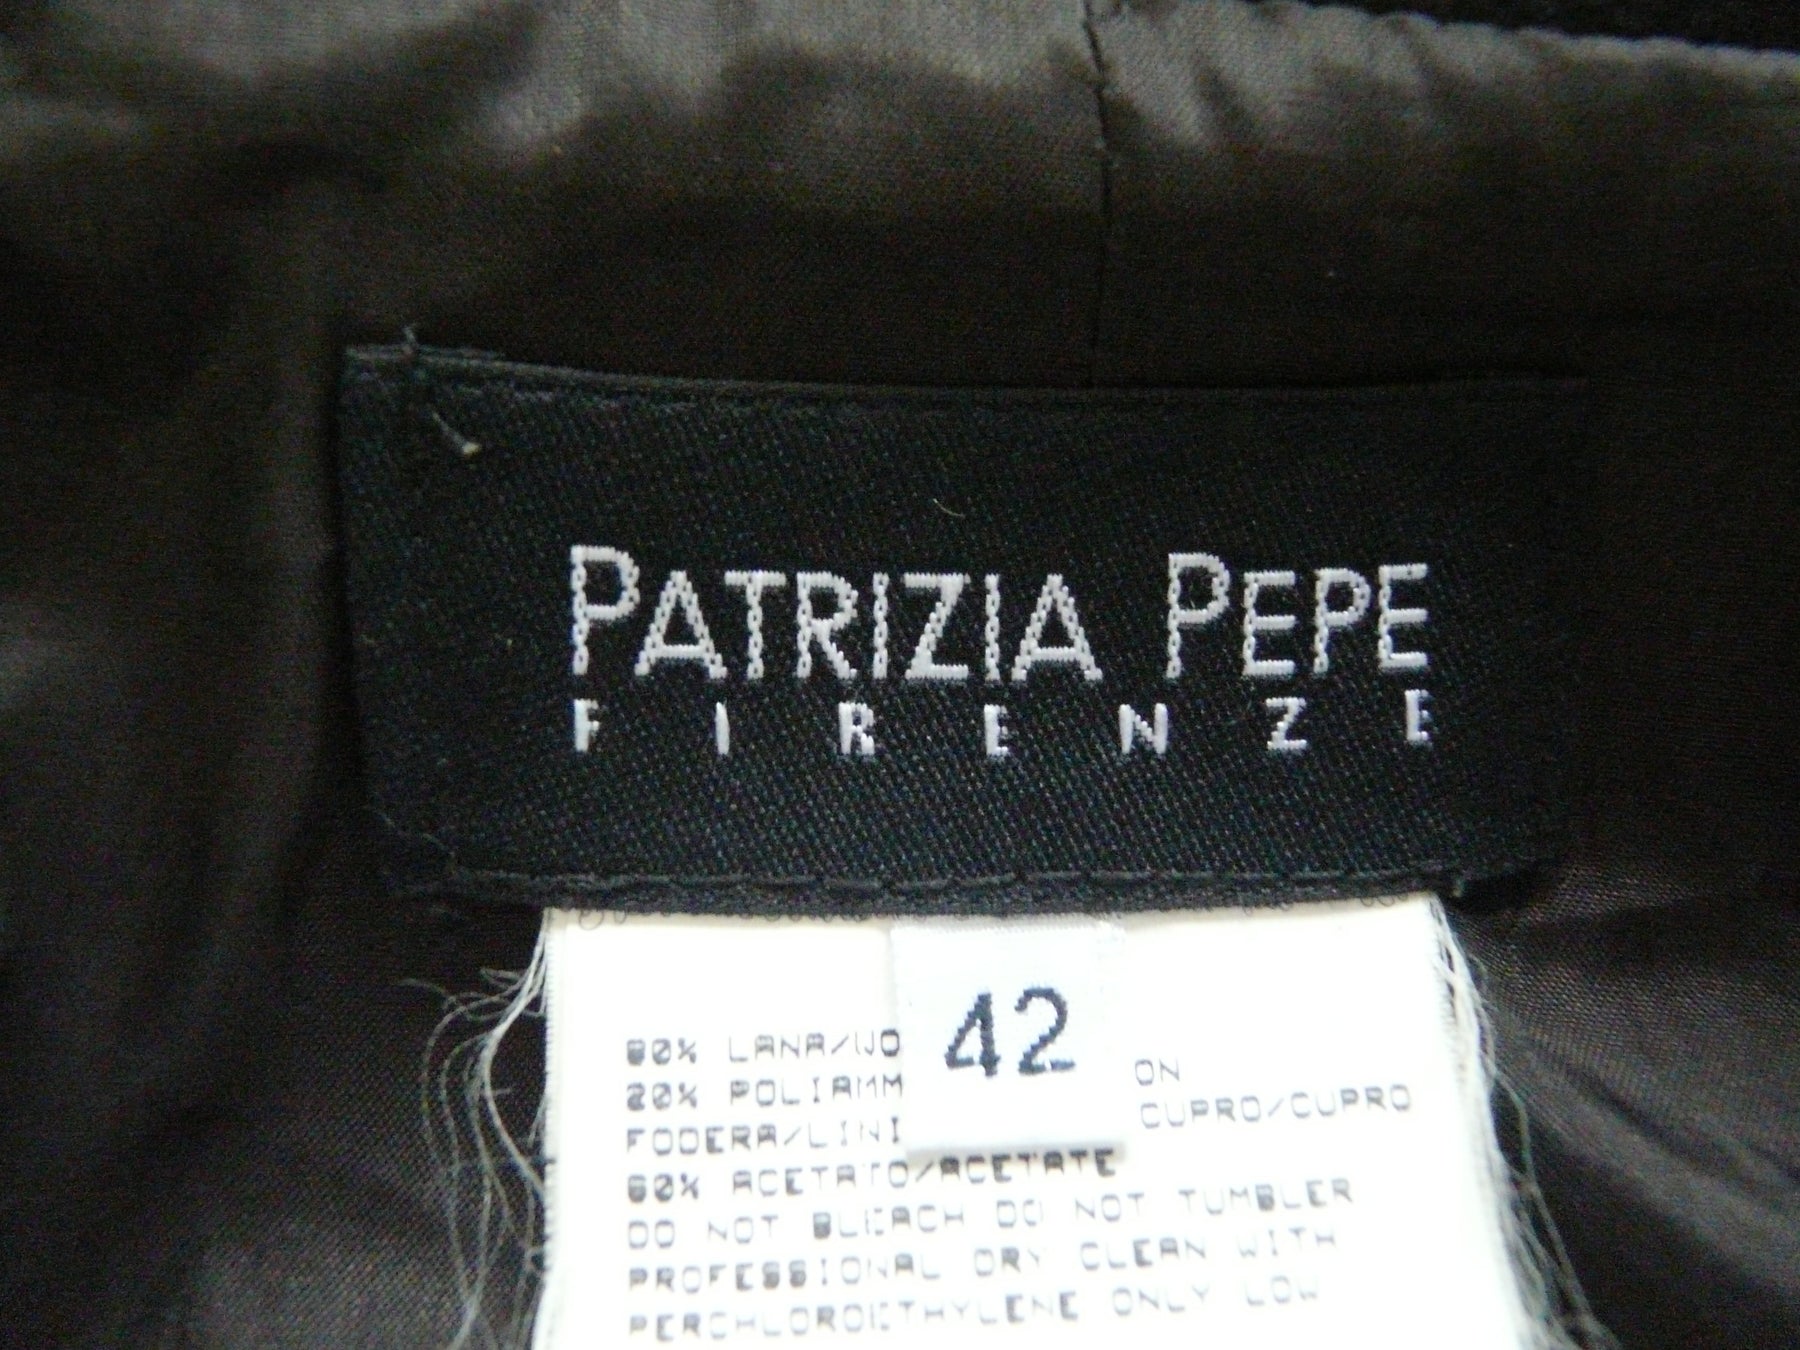 PATRIZIA PEPE
FIRENZE
42
80% LANA/WO
20% POLIAMM ON
FODERA/LINI CUPRO/CUPRO
60% ACETATO/ACETATE
DO NOT BLEACH DO NOT TUMBLER
PROFESSIONAL DRY CLEAN WITH
PERCHLOROETHYLENE ONLY LOW